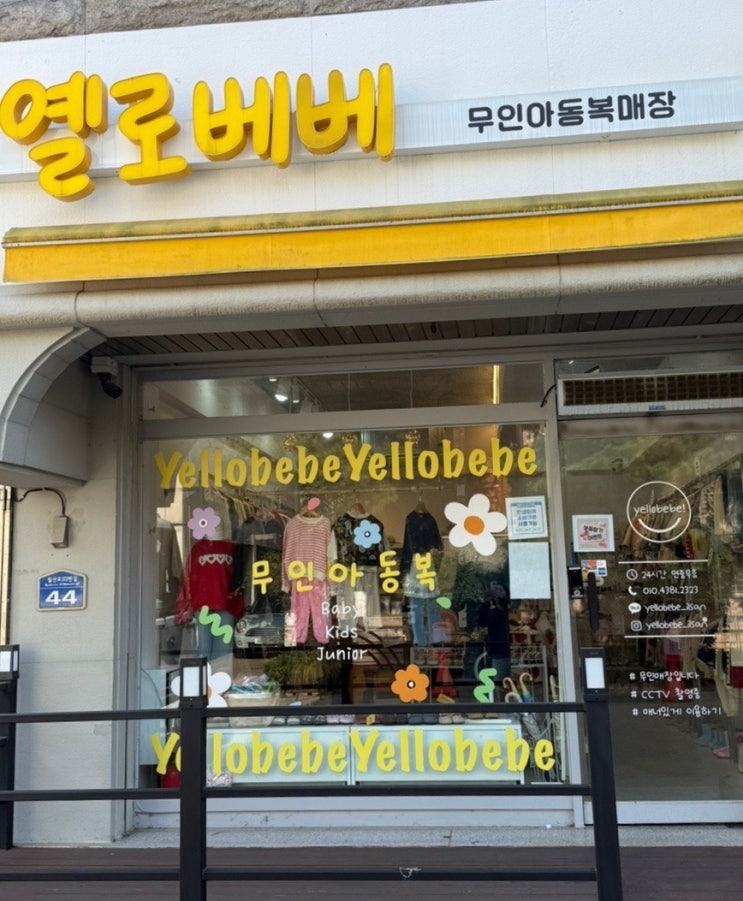 옐로베베
무인아동복매장
YellobebeYellobebe
무인아동복
Baby
Kids
Junior
YellobebeYellobebe
44
yellobebe!
24시간 연중무휴
010.4381.2323
yellobebe_ilsan
yellobebe_ilsan
# 무인매장입니다
# CCTV 촬영중
# 매너있게 이용하기